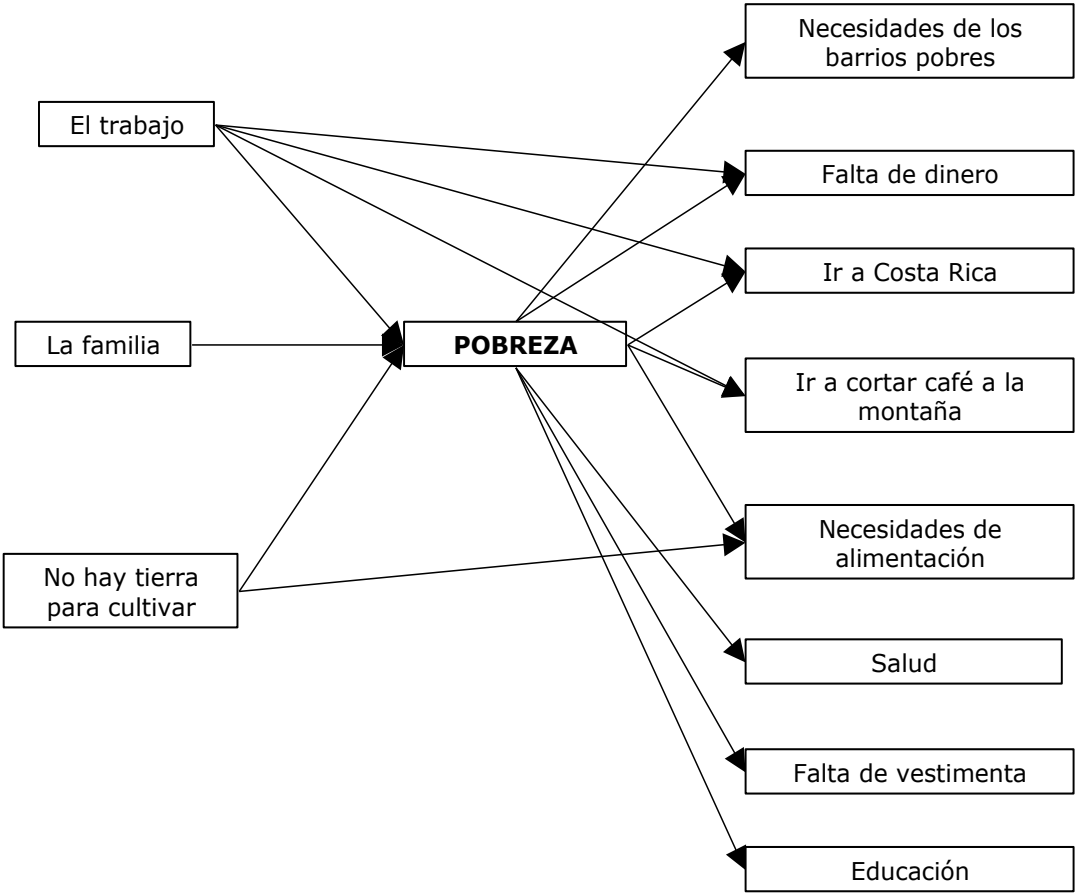 Necesidades de los
barrios pobres
El trabajo
Falta de dinero
Ir a Costa Rica
La familia
POBREZA
Ir a cortar café a la
montaña
Necesidades de
alimentación
No hay tierra
para cultivar
Salud
Falta de vestimenta
Educación